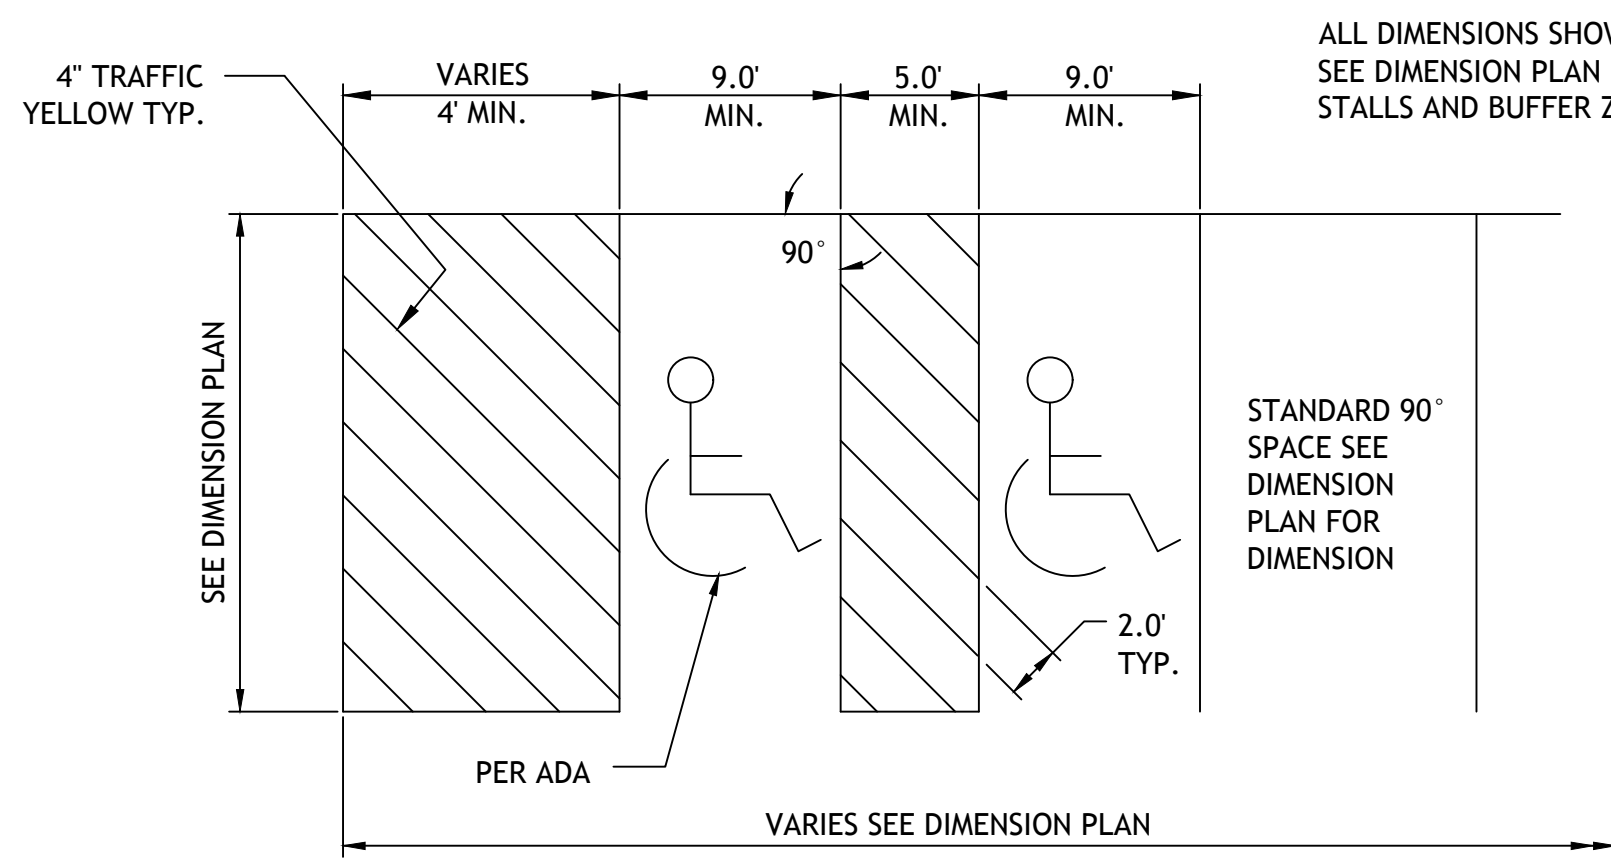 ALL DIMENSIONS
SEE DIMENSION PLAN
STALLS AND BUFFER
4" TRAFFIC
YELLOW TYP.
VARIES
4' MIN.
9.0'
MIN.
5.0'
MIN.
9.0'
MIN.
90°
SEE DIMENSION PLAN
STANDARD 90°
SPACE SEE
DIMENSION
PLAN FOR
DIMENSION
2.0'
TYP.
PER ADA
VARIES SEE DIMENSION PLAN